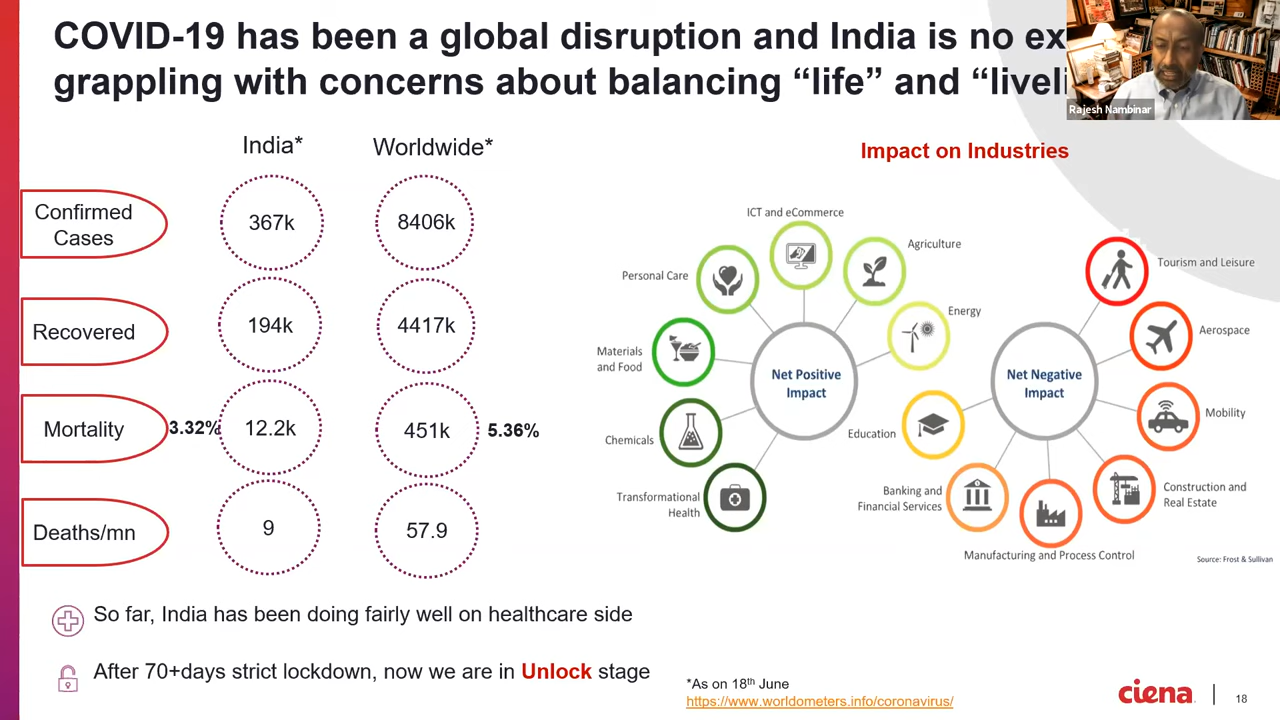 COVID-19 has been a global disruption and India is no
grappling with concerns about balancing “life” and
Rajesh Nambinar
India*
Worldwide*
Confirmed
Cases
367k
8406k
Recovered
194k
4417k
Mortality
3.32%
12.2k
451k
5.36%
Deaths/mn
9
57.9
Impact on Industries
ICT and eCommerce
Agriculture
Personal Care
Energy
Materials
and Food
Net Positive
Impact
Chemicals
Transformational
Health
Tourism and Leisure
Aerospace
Net Negative
Impact
Mobility
Education
Banking and
Financial Services
Construction and
Real Estate
Manufacturing and Process Control
Source: Frost & Sullivan
So far, India has been doing fairly well on healthcare side
After 70+days strict lockdown, now we are in Unlock stage
*As on 18th June
https://www.worldometers.info/coronavirus/
ciena
18